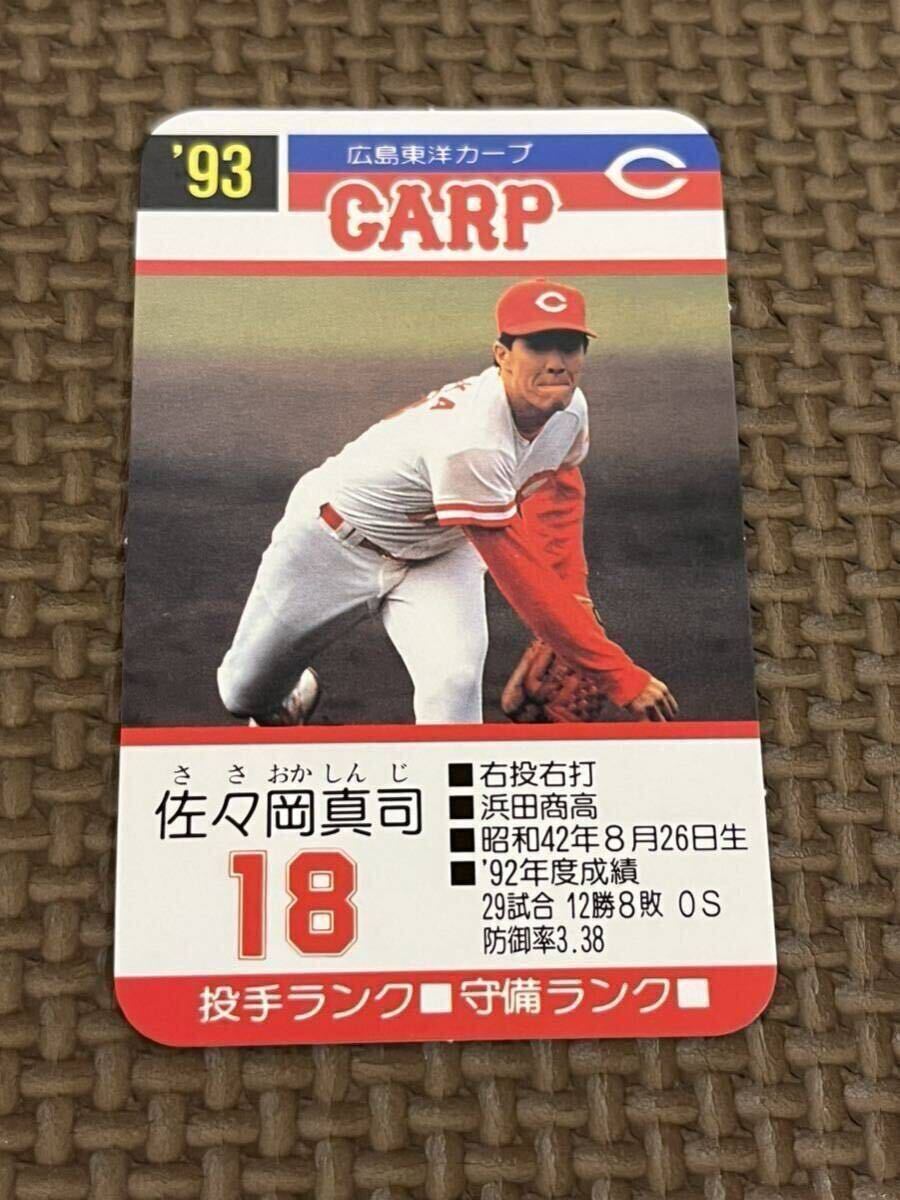 '93
広島東洋カープ
C
CARP
C
KA
さ さ おか しん じ
佐々岡真司
18
■右投右打
■浜田商高
■昭和42年8月26日生
■'92年度成績
29試合 12勝8敗 0S
防御率3.38
投手ランク■ 守備ランク■